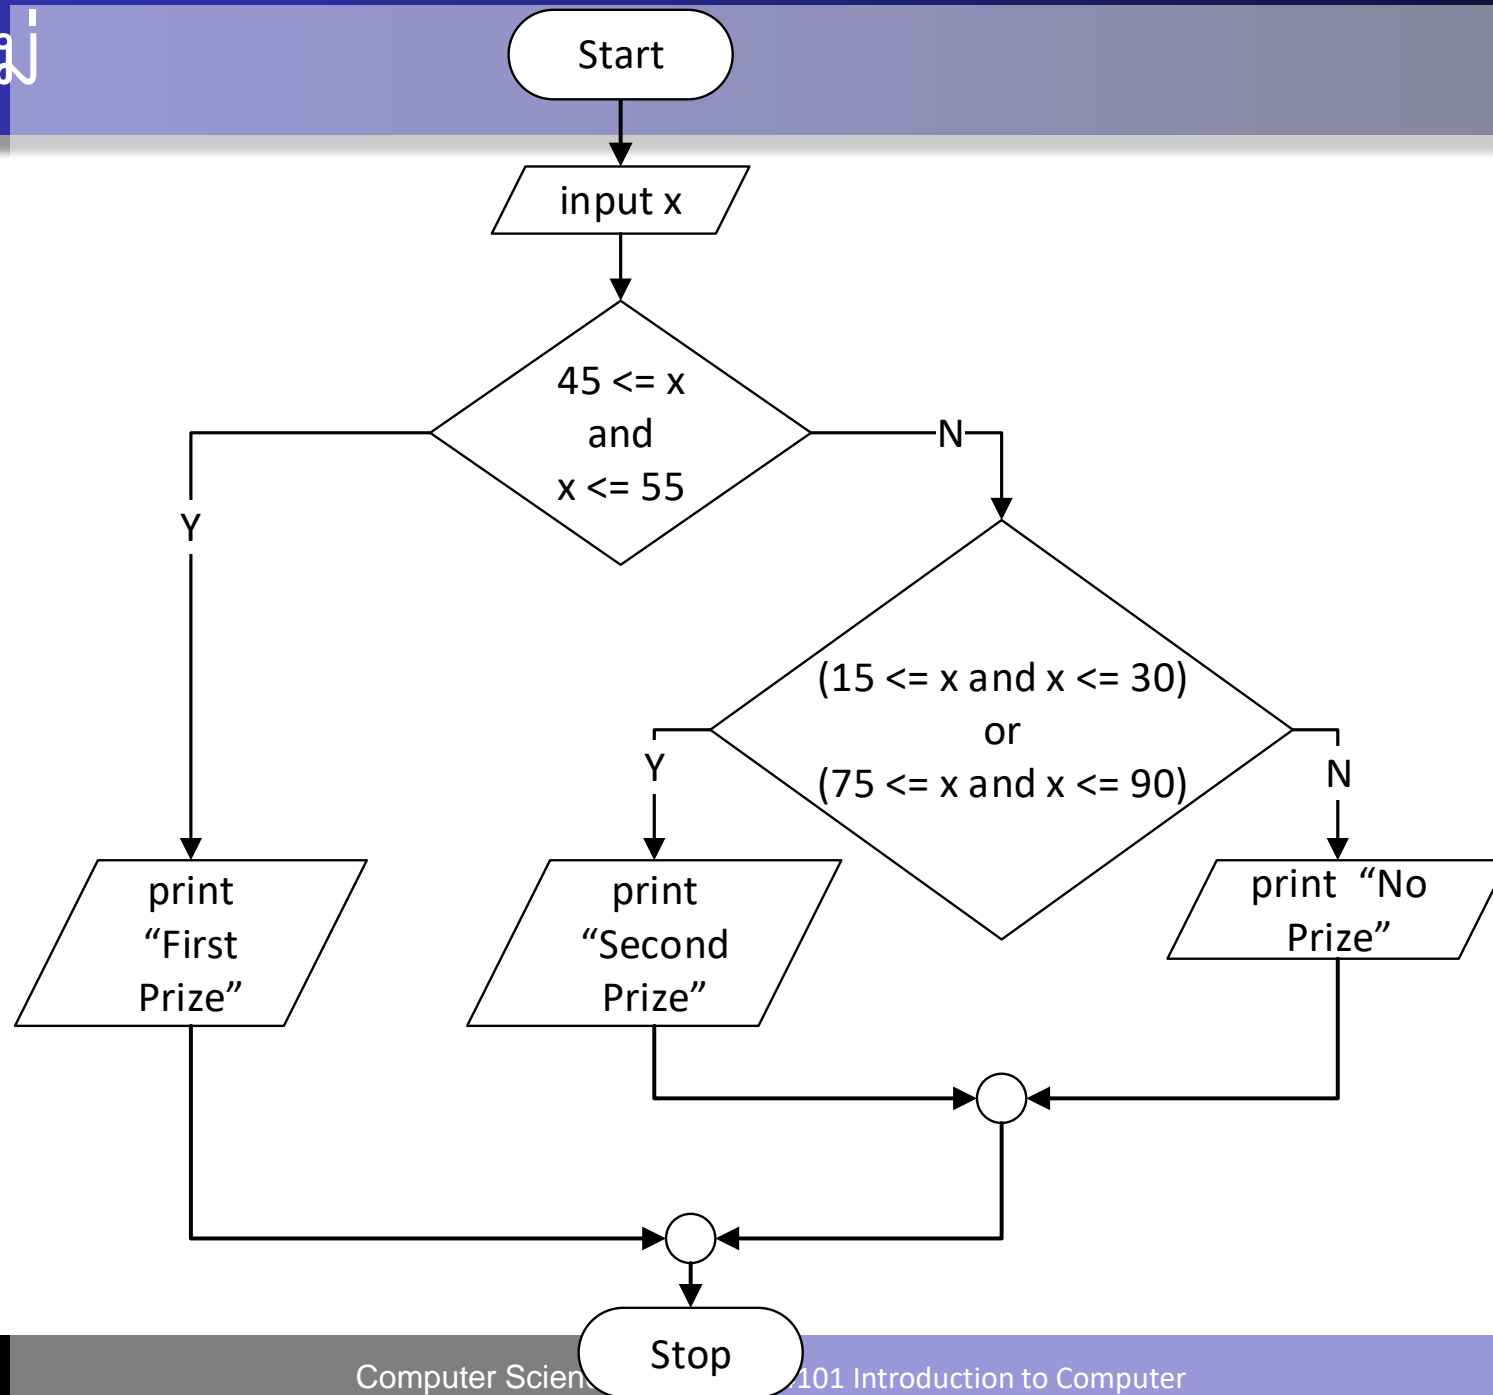 Start
input x
45 <= x
and
x <= 55
N
Y
(15 <= x and x <= 30)
or
(75 <= x and x <= 90)
Y
N
print
“First
Prize”
print
“Second
Prize”
print “No
Prize”
Stop
Computer
101 Introduction to Computer